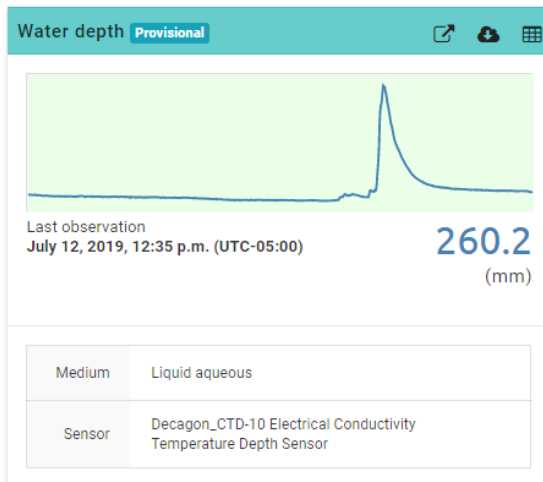 Water depth Provisional
Last observation
July 12, 2019, 12:35 p.m. (UTC-05:00)
260.2
(mm)
Medium Liquid aqueous
Sensor Decagon_CTD-10 Electrical Conductivity
Temperature Depth Sensor